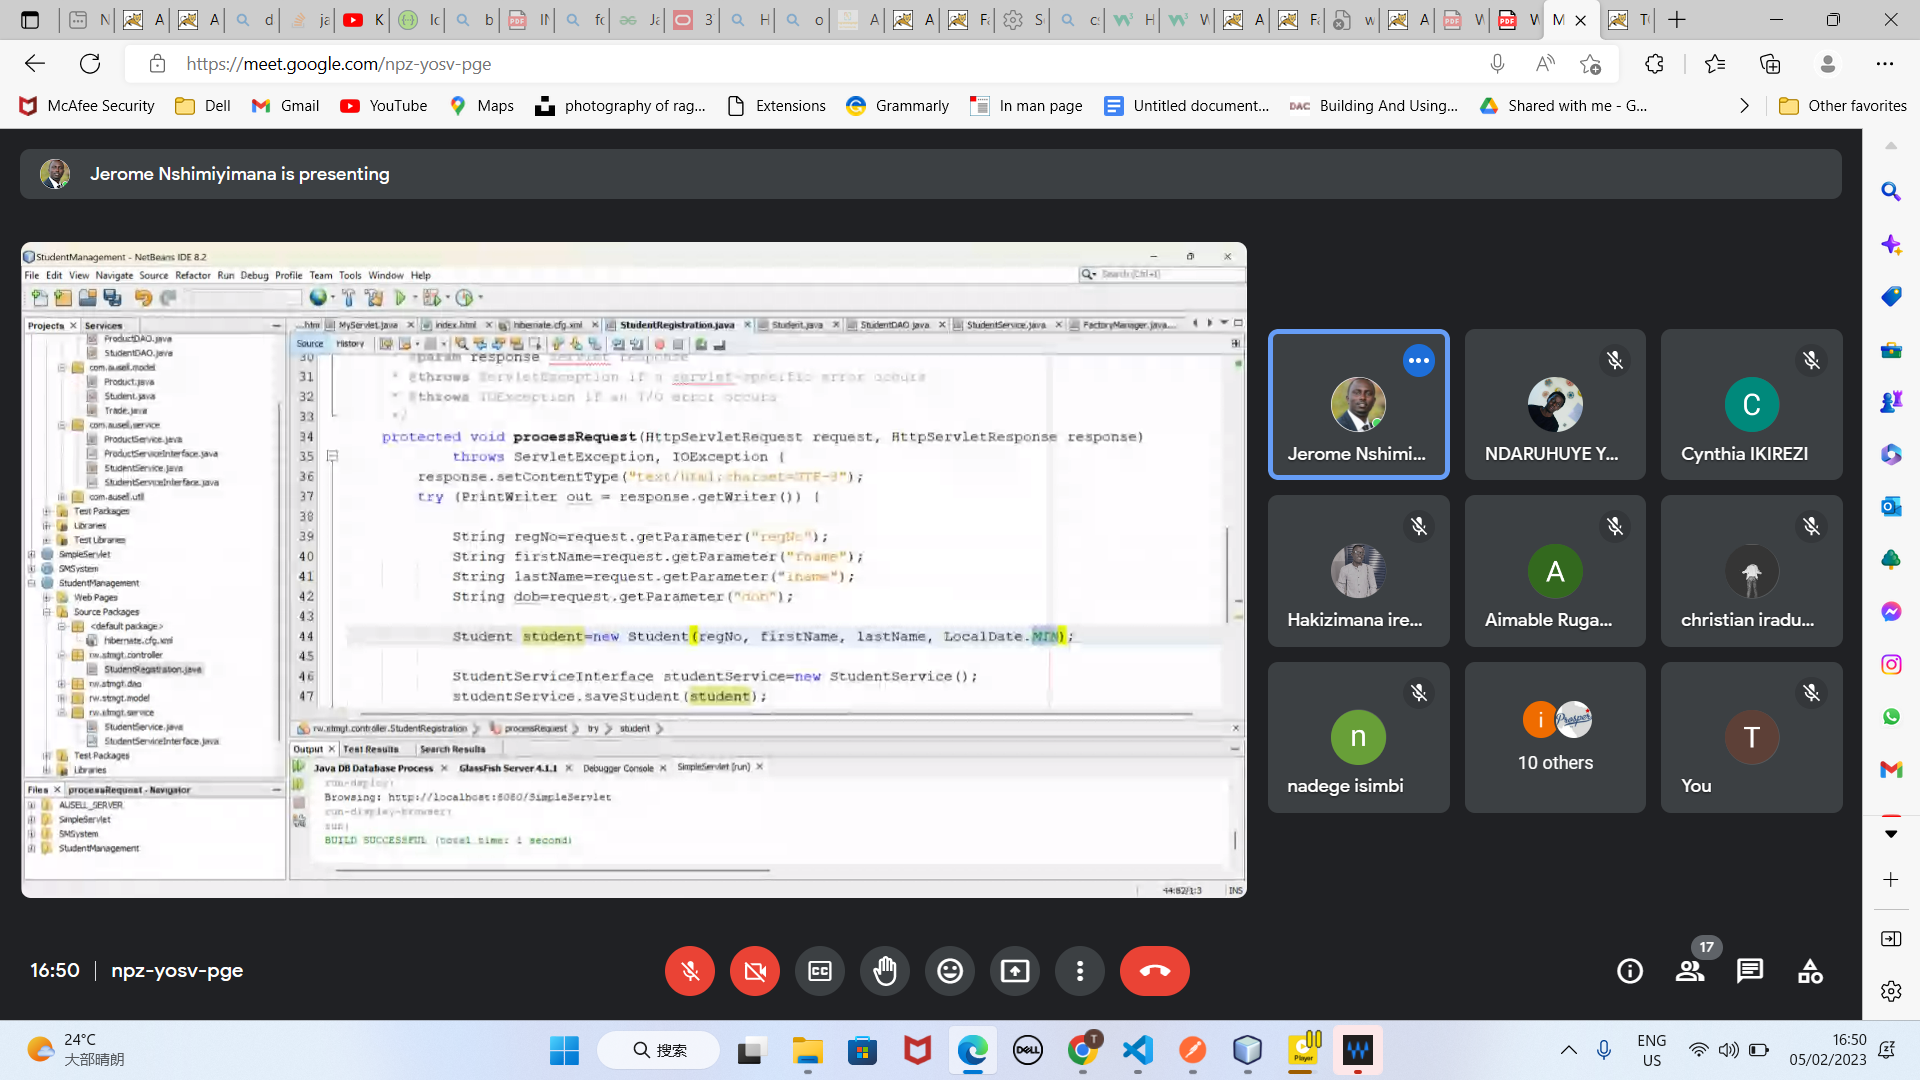 https://meet.google.com/npz-yosv-pge
McAfee Security
Dell
Gmail
YouTube
Maps
photography of rag...
Extensions
Grammarly
In man page
Untitled document...
DAC
Building And Using...
Shared with me - G...
Other favorites
Jerome Nshimiyimana is presenting
StudentManagement - NetBeans IDE 8.2
File Edit View Navigate Source Refactor Run Debug Profile Team Tools Window Help
Search (Ctrl+I)
Projects
Services
ProductDAO.java
StudentDAO.java
com.ausell.model
Product.java
Student.java
Trade.java
com.ausell.service
ProductService.java
ProductServiceInterface.java
StudentService.java
StudentServiceInterface.java
com.ausell.util
Test Packages
Libraries
Test Libraries
SimpleServlet
SMSystem
StudentManagement
Web Pages
Source Packages
<default package>
hibernate.cfg.xml
rw.stmgt.controller
StudentRegistration.java
rw.stmgt.dao
rw.stmgt.model
rw.stmgt.service
StudentService.java
StudentServiceInterface.java
Test Packages
Libraries
Files
processRequest - Navigator
AUSELL_SERVER
SimpleServlet
SMSystem
StudentManagement
...html
MyServlet.java
index.html
hibernate.cfg.xml
StudentRegistration.java
Student.java
StudentDAO.java
StudentService.java
FactoryManager.java...
Source
History
30 * @param response servlet response
31 * @throws ServletException if a servlet-specific error occurs
32 * @throws IOException if an I/O error occurs
33 */
34 protected void processRequest(HttpServletRequest request, HttpServletResponse response)
35 throws ServletException, IOException {
36 response.setContentType("text/html;charset=UTF-8");
37 try (PrintWriter out = response.getWriter()) {
38
39 String regNo=request.getParameter("regNo");
40 String firstName=request.getParameter("fname");
41 String lastName=request.getParameter("lname");
42 String dob=request.getParameter("dob");
43
44 Student student=new Student(regNo, firstName, lastName, LocalDate.MIN);
45
46 StudentServiceInterface studentService=new StudentService();
47 studentService.saveStudent(student);
rw.stmgt.controller.StudentRegistration
processRequest
try
student
Output
Test Results
Search Results
Java DB Database Process
GlassFish Server 4.1.1
Debugger Console
SimpleServlet (run)
run-deploy:
Browsing: http://localhost:8080/SimpleServlet
run-display-browser:
run:
BUILD SUCCESSFUL (total time: 1 second)
44:82/1:3
INS
Jerome Nshimi...
NDARUHUYE Y...
C
Cynthia IKIREZI
Hakizimana ire...
A
Aimable Ruga...
christian iradu...
n
nadege isimbi
i
Prosper
10 others
T
You
16:50
npz-yosv-pge
17
24°C
大部晴朗
搜索
DELL
T
Player
ENG
US
16:50
05/02/2023